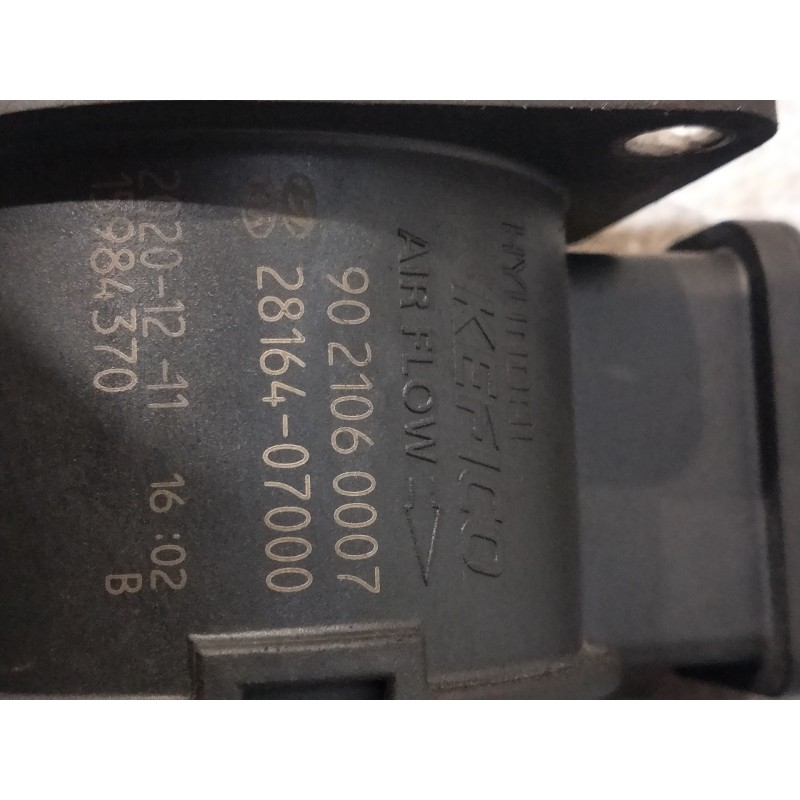 HYUNDAI
KEFICO
AIR FLOW
90 2106 0007
28164-07000
2020-12-11 16:02
984370 B